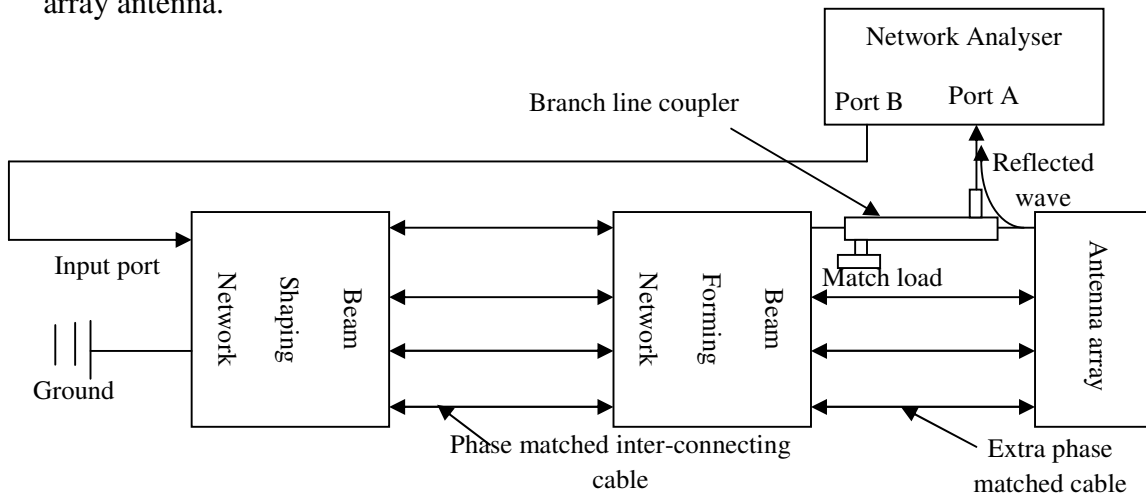 array antenna.
Network Analyser
Port B
Port A
Branch line coupler
Reflected
wave
Input port
Match load
Beam
Shaping
Network
Beam
Forming
Network
Antenna array
Ground
Phase matched inter-connecting
cable
Extra phase
matched cable